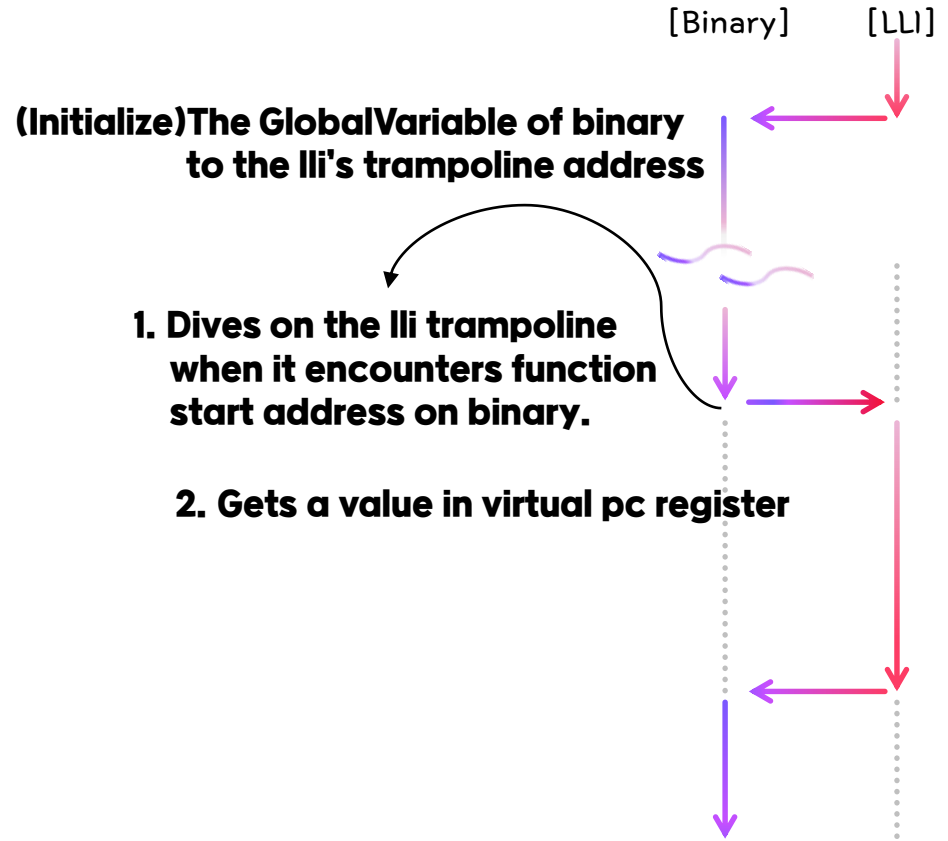 [Binary] [LLI]
(Initialize)The GlobalVariable of binary
to the lli's trampoline address
1. Dives on the lli trampoline
when it encounters function
start address on binary.
2. Gets a value in virtual pc register